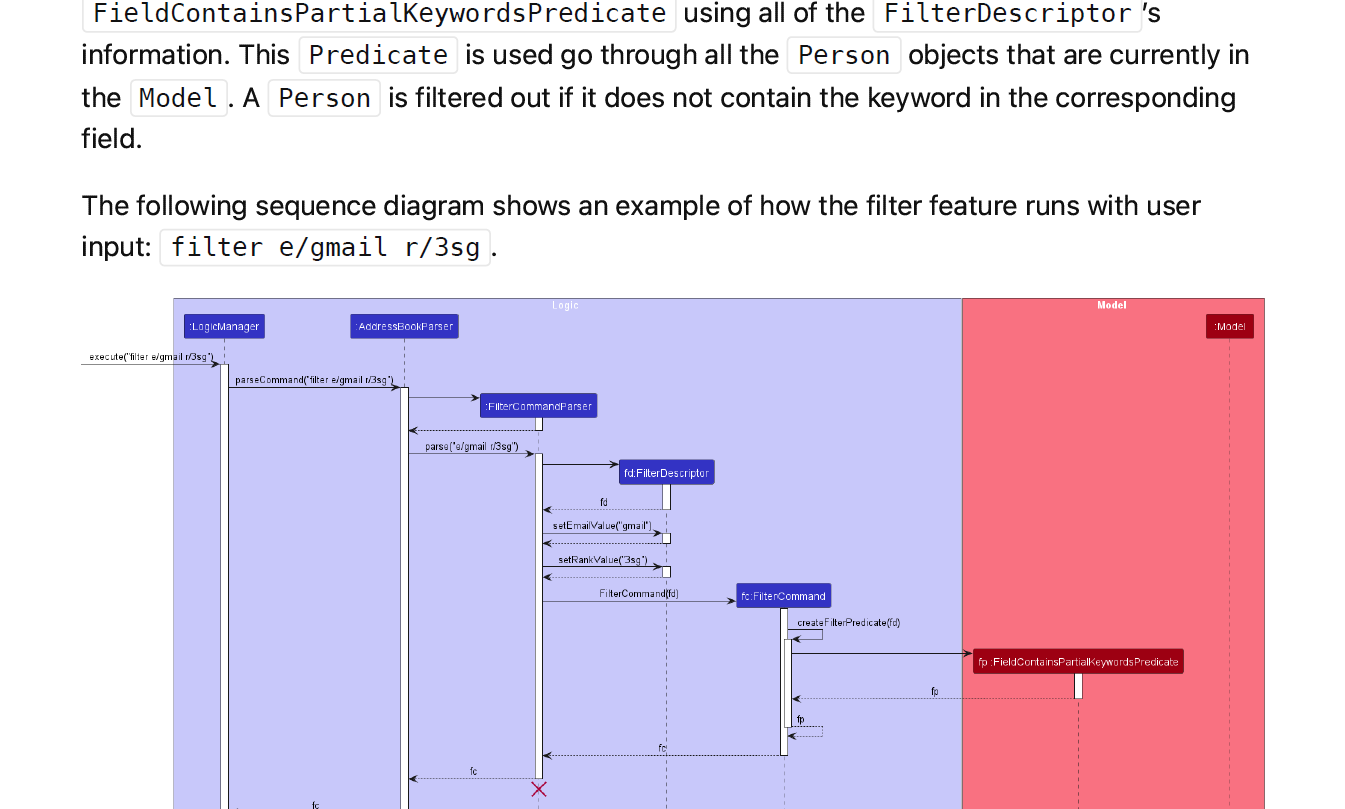 FieldContainsPartialKeywordsPredicate using all of the FilterDescriptor's
information. This Predicate is used go through all the Person objects that are currently in
the Model. A Person is filtered out if it does not contain the keyword in the corresponding
field.
The following sequence diagram shows an example of how the filter feature runs with user
input: filter e/gmail r/3sg.
Logic
Model
:LogicManager
:AddressBookParser
:Model
execute("filter e/gmail r/3sg")
parseCommand("filter e/gmail r/3sg")
:FilterCommandParser
parse("e/gmail r/3sg")
fd:FilterDescriptor
fd
setEmailValue("gmail")
setRankValue("3sg")
FilterCommand(fd)
fc:FilterCommand
createFilterPredicate(fd)
fp :FieldContainsPartialKeywordsPredicate
fp
fp
fc
fc
fc